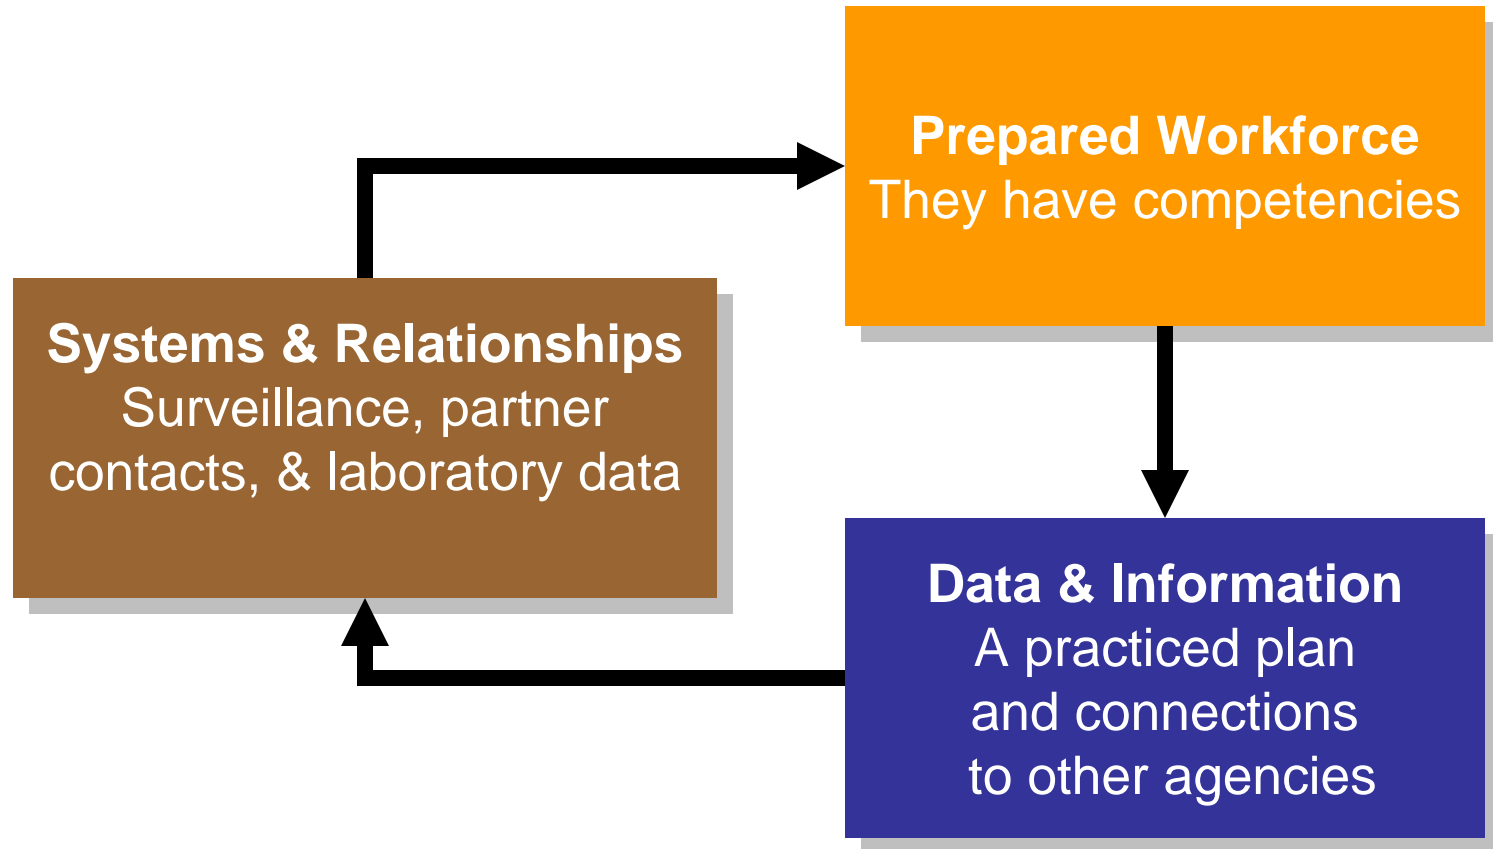 Prepared Workforce
They have competencies
Systems & Relationships
Surveillance, partner
contacts, & laboratory data
Data & Information
A practiced plan
and connections
to other agencies